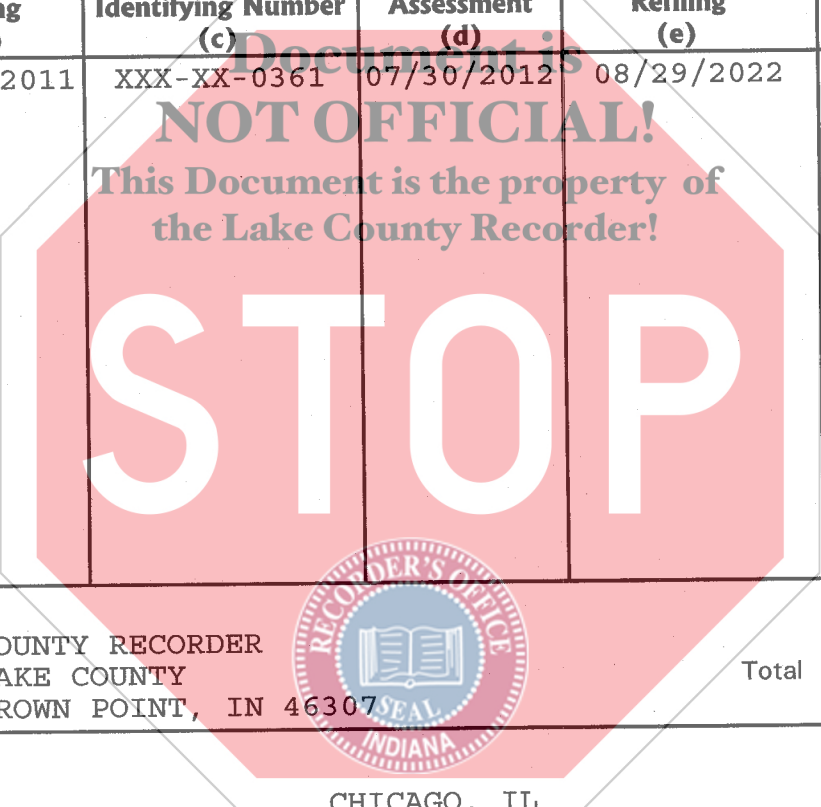 ng Identifying Number Assessment Refiling
(c) (d) (e)
Document is
2011 XXX-XX-0361 07/30/2012 08/29/2022
NOT OFFICIAL!
This Document is the property of
the Lake County Recorder!
STOP
RECORDER'S OFFICE
SEAL
INDIANA
OUNTY RECORDER
AKE COUNTY Total
ROWN POINT, IN 46307
CHICAGO, IL